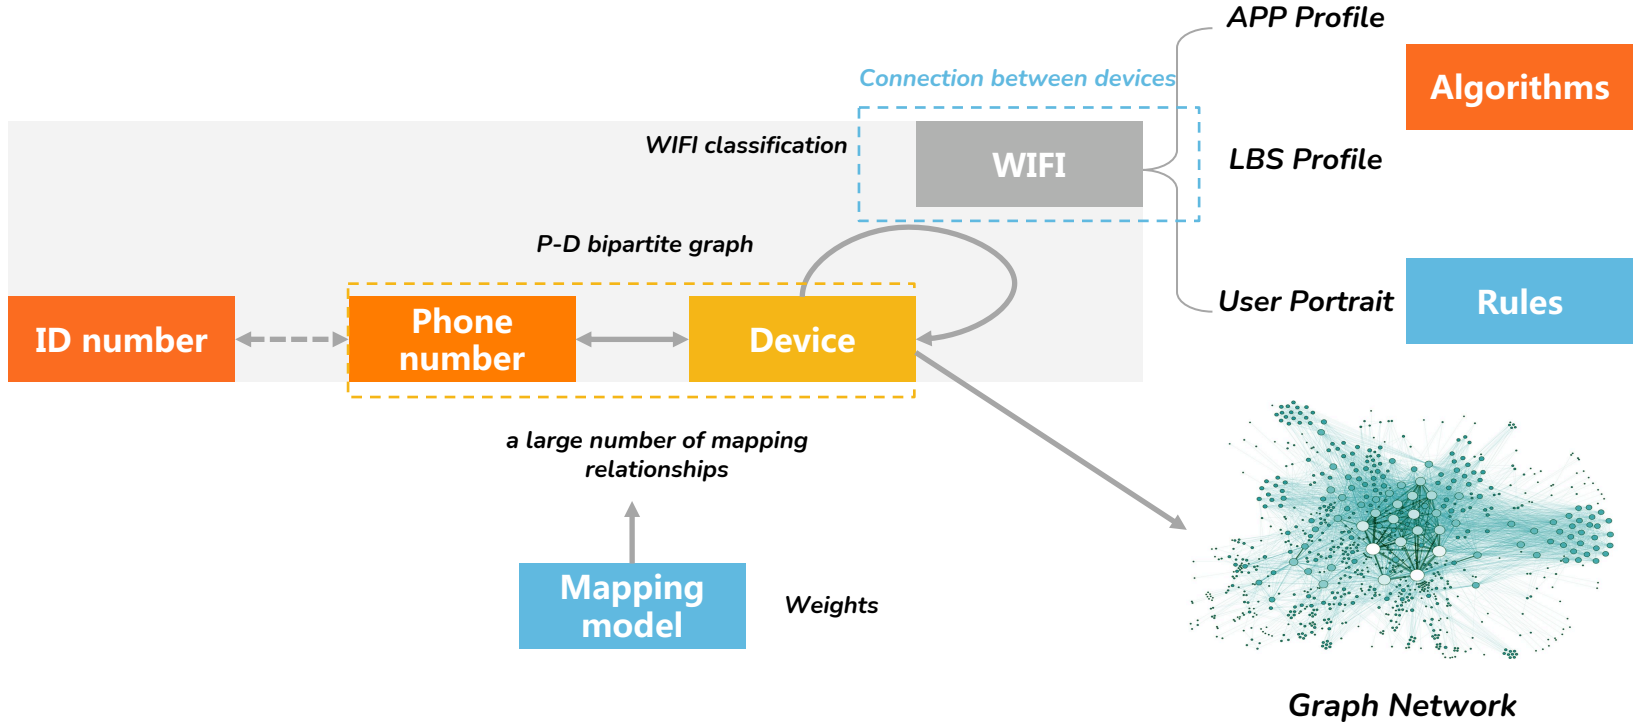 APP Profile
Connection between devices
Algorithms
WIFI classification
WIFI
LBS Profile
P-D bipartite graph
User Portrait
Rules
ID number
Phone
number
Device
a large number of mapping
relationships
Mapping
model
Weights
Graph Network